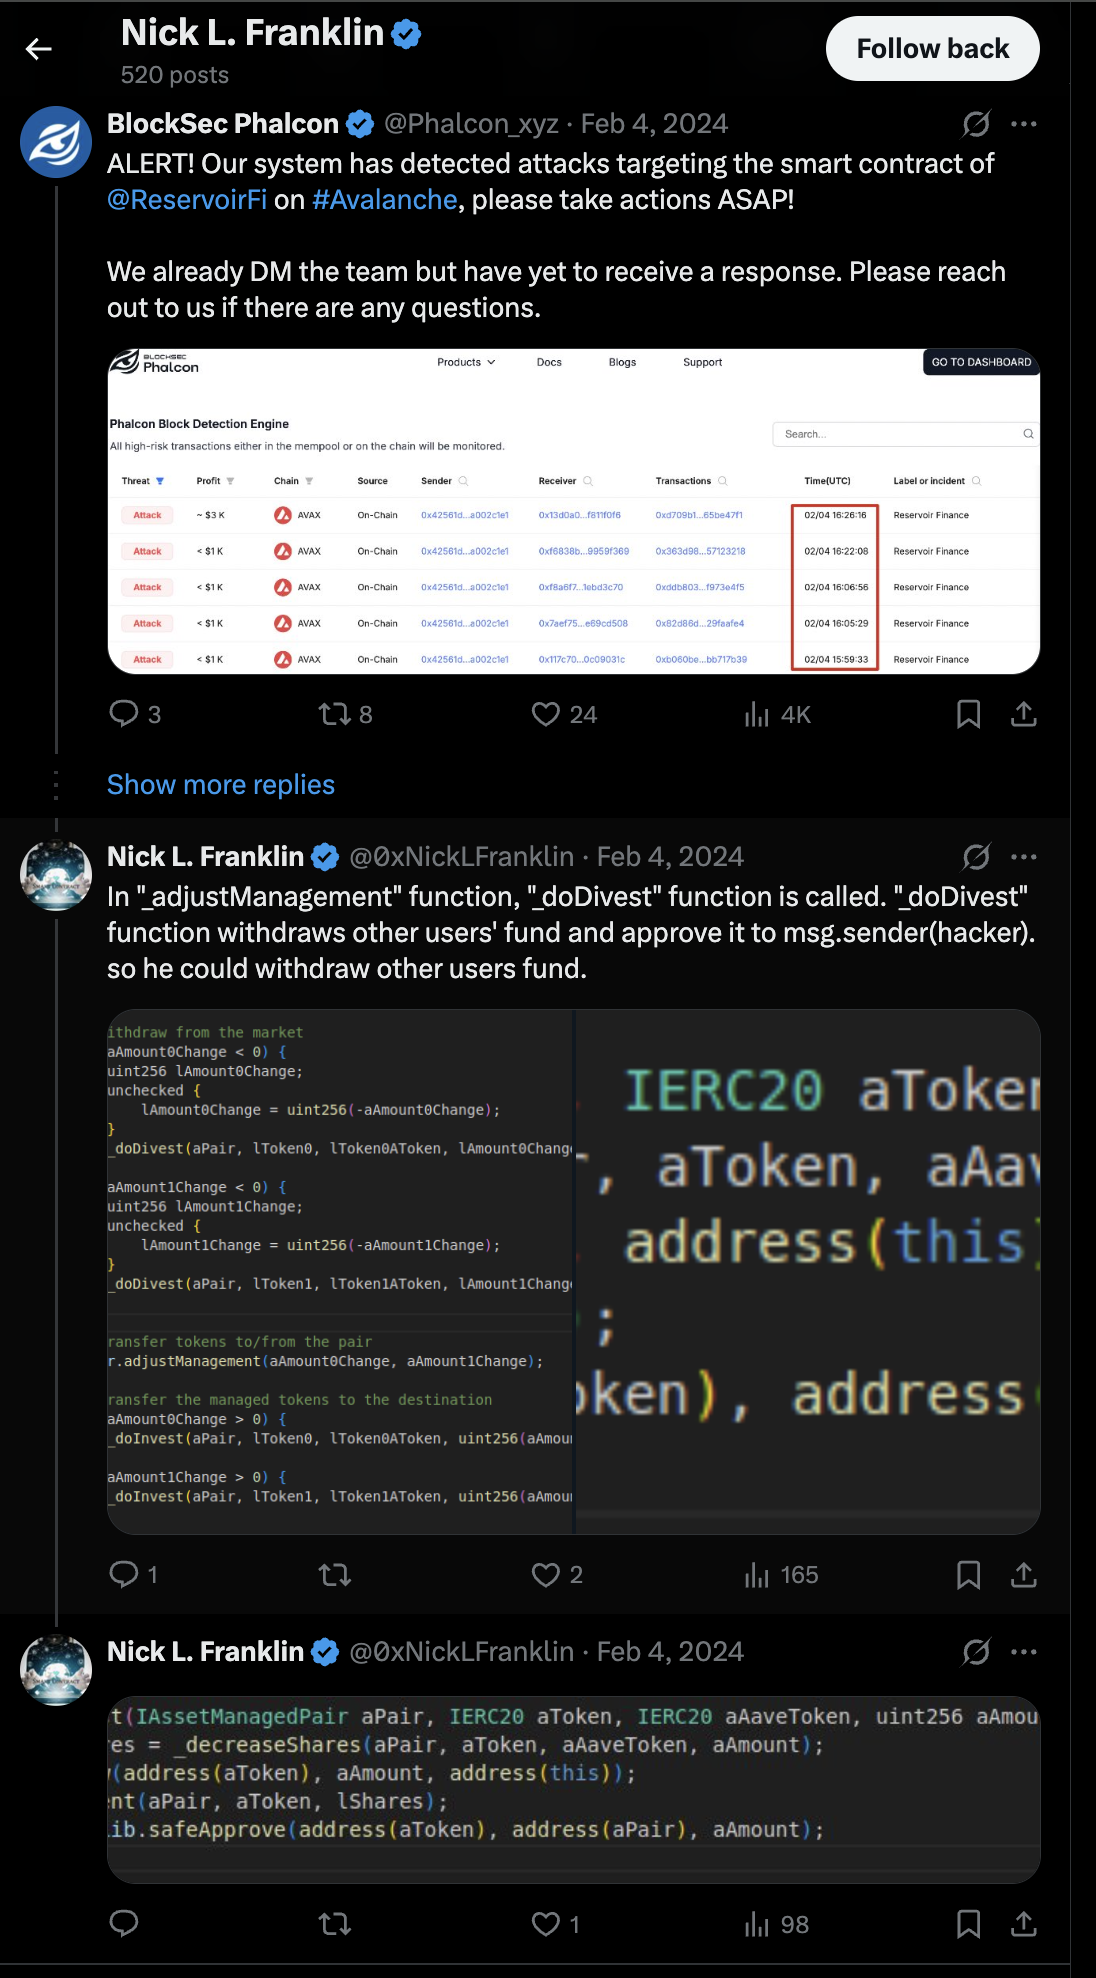 Nick L. Franklin
520 posts
Follow back
BlockSec Phalcon @Phalcon_xyz · Feb 4, 2024
ALERT! Our system has detected attacks targeting the smart contract of
@ReservoirFi on #Avalanche, please take actions ASAP!
We already DM the team but have yet to receive a response. Please reach
out to us if there are any questions.
BLOCKSEC
Phalcon
Products Docs Blogs Support GO TO DASHBOARD
Phalcon Block Detection Engine
All high-risk transactions either in the mempool or on the chain will be monitored.
Search...
Threat Profit Chain Source Sender Receiver Transactions Time(UTC) Label or incident
Attack ~ $3 K AVAX On-Chain 0x42561d...a002c1e1 0x13d0a0...f811f0f6 0xd709b1...65be47f1 02/04 16:26:16 Reservoir Finance
Attack < $1 K AVAX On-Chain 0x42561d...a002c1e1 0xf6838b...9959f369 0x363d98...57123218 02/04 16:22:08 Reservoir Finance
Attack < $1 K AVAX On-Chain 0x42561d...a002c1e1 0xf8a6f7...1ebd3c70 0xddb803...f973e4f5 02/04 16:06:56 Reservoir Finance
Attack < $1 K AVAX On-Chain 0x42561d...a002c1e1 0x7aef75...e69cd508 0x82d86d...29faafe4 02/04 16:05:29 Reservoir Finance
Attack < $1 K AVAX On-Chain 0x42561d...a002c1e1 0x117c70...0c09031c 0xb060be...bb717b39 02/04 15:59:33 Reservoir Finance
3 8 24 4K
Show more replies
Nick L. Franklin @0xNickLFranklin · Feb 4, 2024
In "_adjustManagement" function, "_doDivest" function is called. "_doDivest"
function withdraws other users' fund and approve it to msg.sender(hacker).
so he could withdraw other users fund.
ithdraw from the market
aAmount0Change < 0) {
uint256 lAmount0Change;
unchecked {
lAmount0Change = uint256(-aAmount0Change);
}
_doDivest(aPair, lToken0, lToken0AToken, lAmount0Change
aAmount1Change < 0) {
uint256 lAmount1Change;
unchecked {
lAmount1Change = uint256(-aAmount1Change);
}
_doDivest(aPair, lToken1, lToken1AToken, lAmount1Change
ransfer tokens to/from the pair
r.adjustManagement(aAmount0Change, aAmount1Change);
ransfer the managed tokens to the destination
aAmount0Change > 0) {
_doInvest(aPair, lToken0, lToken0AToken, uint256(aAmou
aAmount1Change > 0) {
_doInvest(aPair, lToken1, lToken1AToken, uint256(aAmou
IERC20 aToken
r, aToken, aAav
address(this)
;
oken), address(
1 2 165
Nick L. Franklin @0xNickLFranklin · Feb 4, 2024
t(IAssetManagedPair aPair, IERC20 aToken, IERC20 aAaveToken, uint256 aAmou
res = _decreaseShares(aPair, aToken, aAaveToken, aAmount);
w(address(aToken), aAmount, address(this));
ent(aPair, aToken, lShares);
Lib.safeApprove(address(aToken), address(aPair), aAmount);
1 98